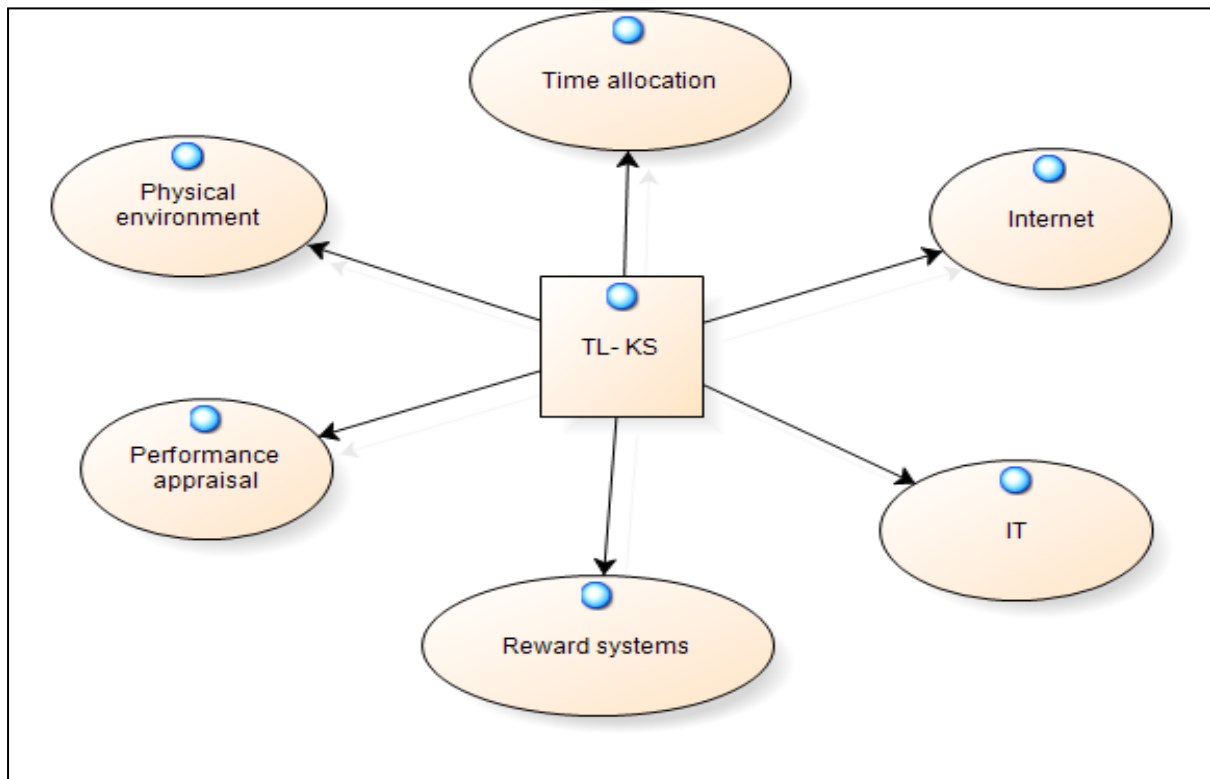 Time allocation
Physical
environment
Internet
TL- KS
Performance
appraisal
IT
Reward systems